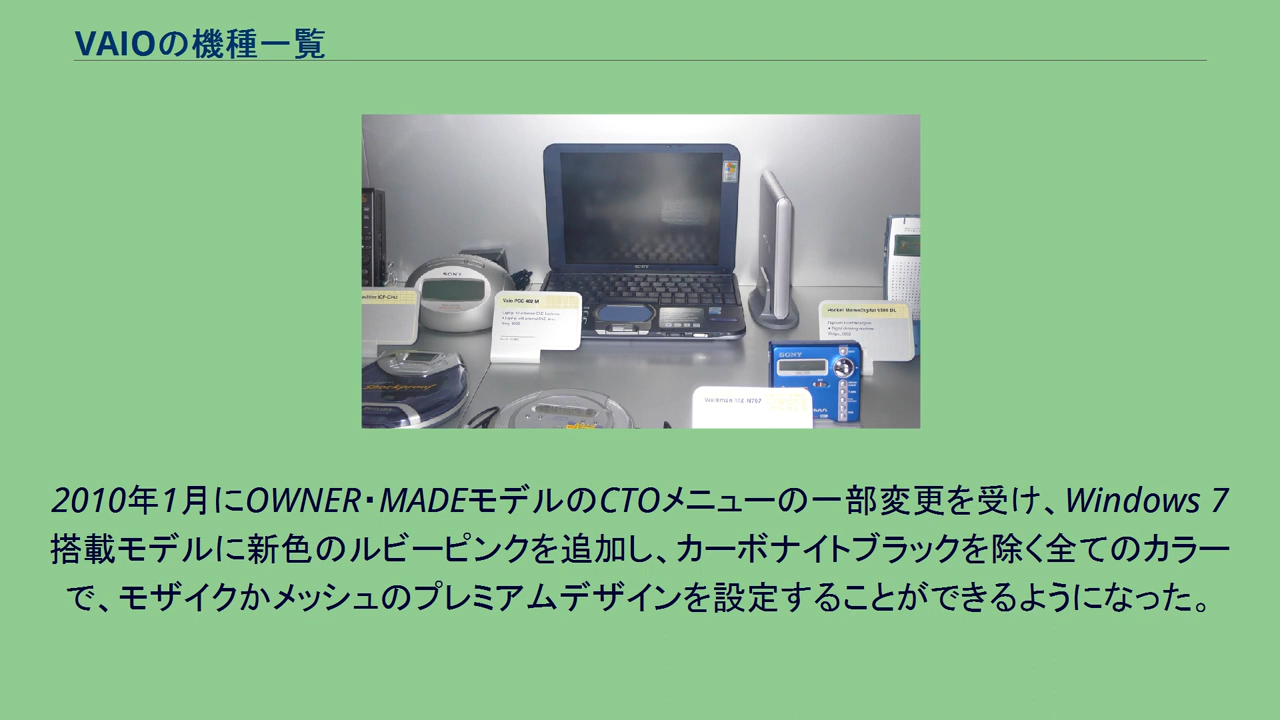 VAIOの機種一覧
SONY
SONY
Vaio PCG-402 M
SONY
2010年1月にOWNER・MADEモデルのCTOメニューの一部変更を受け、Windows 7
搭載モデルに新色のルビーピンクを追加し、カーボナイトブラックを除く全てのカラー
で、モザイクかメッシュのプレミアムデザインを設定することができるようになった。